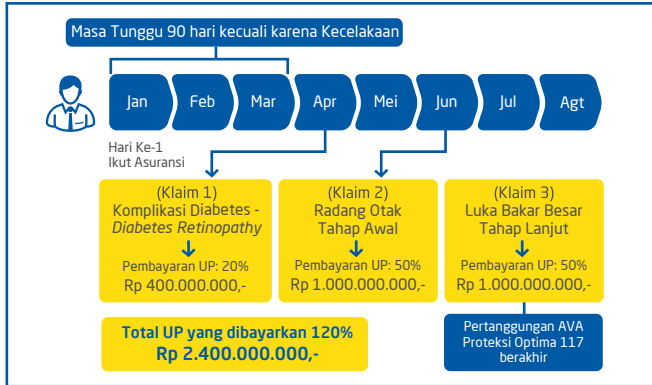 Masa Tunggu 90 hari kecuali karena Kecelakaan
Jan Feb Mar Apr Mei Jun Jul Agt
Hari Ke-1
Ikut Asuransi
(Klaim 1)
Komplikasi Diabetes -
Diabetes Retinopathy
Pembayaran UP: 20%
Rp 400.000.000,-
(Klaim 2)
Radang Otak
Tahap Awal
Pembayaran UP: 50%
Rp 1.000.000.000,-
(Klaim 3)
Luka Bakar Besar
Tahap Lanjut
Pembayaran UP: 50%
Rp 1.000.000.000,-
Total UP yang dibayarkan 120%
Rp 2.400.000.000,-
Pertanggungan AVA
Proteksi Optima 117
berakhir